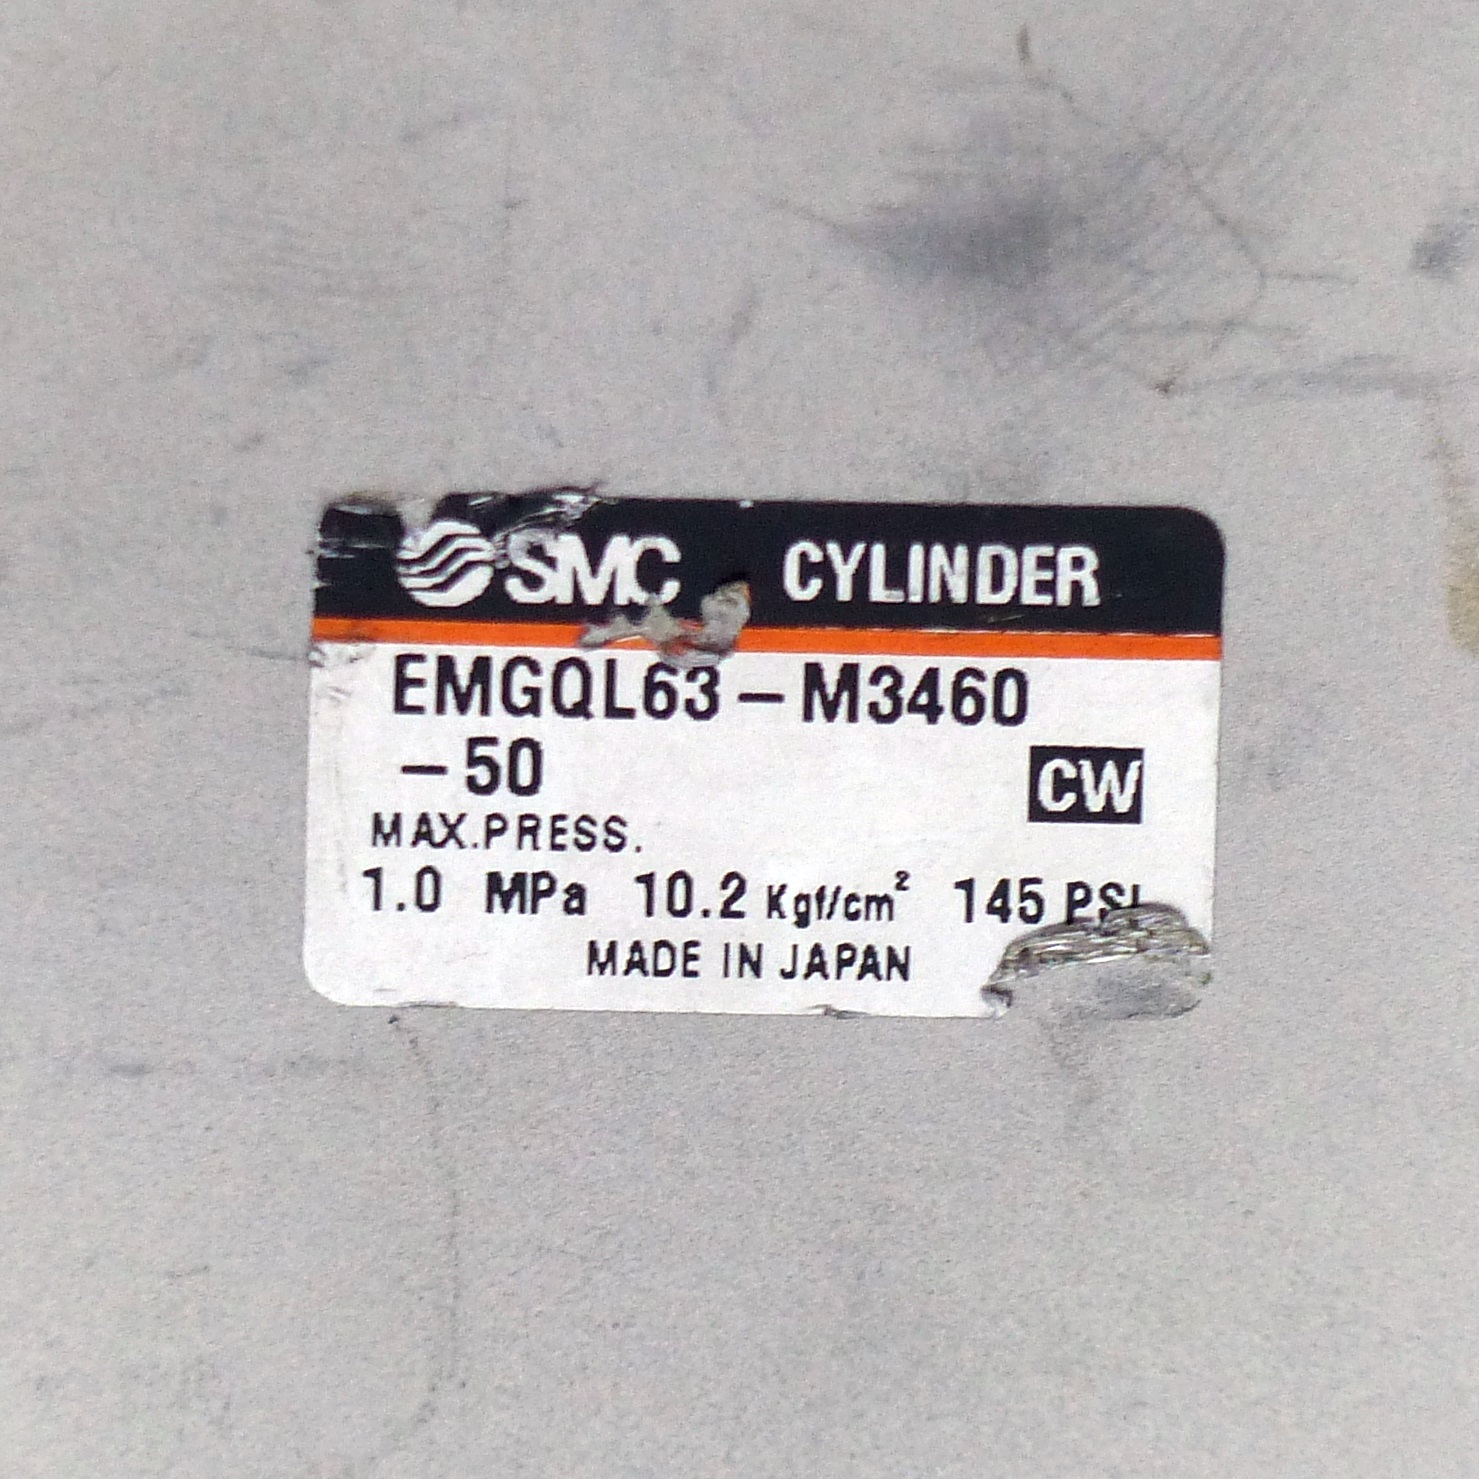 SMC CYLINDER
EMGQL63-M3460
-50
CW
MAX.PRESS.
1.0 MPa 10.2 Kgf/cm² 145 PSI
MADE IN JAPAN